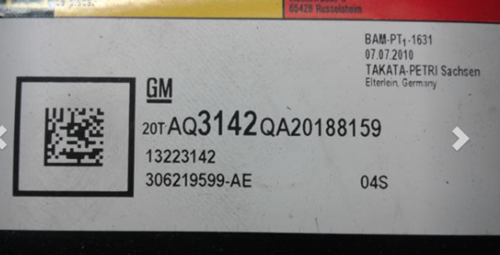 65428 Rüsselsheim
BAM-PT₁-1631
07.07.2010
TAKATA-PETRI Sachsen
Elterlein, Germany
GM
20TAQ3142QA20188159
13223142
306219599-AE 04S